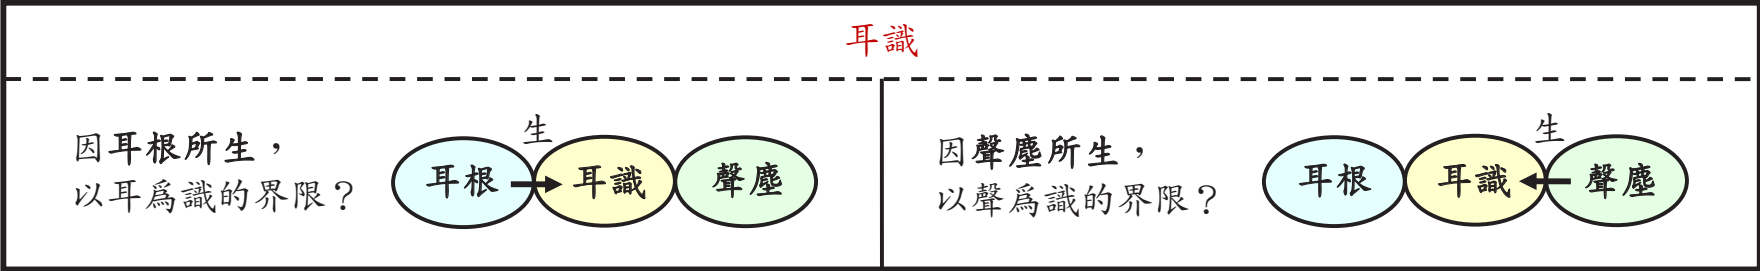 耳識
因耳根所生，
以耳爲識的界限？
生
耳根
耳識
聲塵
因聲塵所生，
以聲爲識的界限？
生
耳根
耳識
聲塵